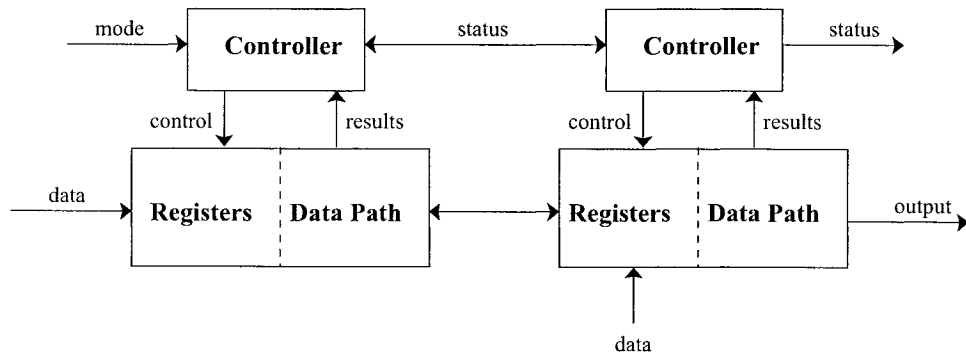 mode
Controller
status
Controller
status
control
results
control
results
data
Registers
Data Path
Registers
Data Path
output
data